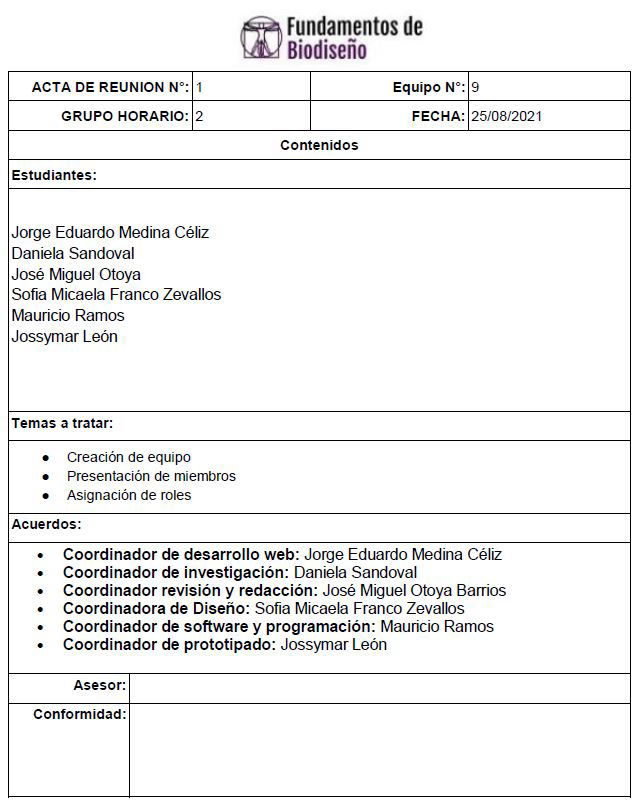 Fundamentos de
Biodiseño
ACTA DE REUNION N°: 1 Equipo N°: 9
GRUPO HORARIO: 2 FECHA: 25/08/2021
Contenidos
Estudiantes:
Jorge Eduardo Medina Céliz
Daniela Sandoval
José Miguel Otoya
Sofia Micaela Franco Zevallos
Mauricio Ramos
Jossymar León
Temas a tratar:
● Creación de equipo
● Presentación de miembros
● Asignación de roles
Acuerdos:
• Coordinador de desarrollo web: Jorge Eduardo Medina Céliz
• Coordinador de investigación: Daniela Sandoval
• Coordinador revisión y redacción: José Miguel Otoya Barrios
• Coordinadora de Diseño: Sofia Micaela Franco Zevallos
• Coordinador de software y programación: Mauricio Ramos
• Coordinador de prototipado: Jossymar León
Asesor:
Conformidad: